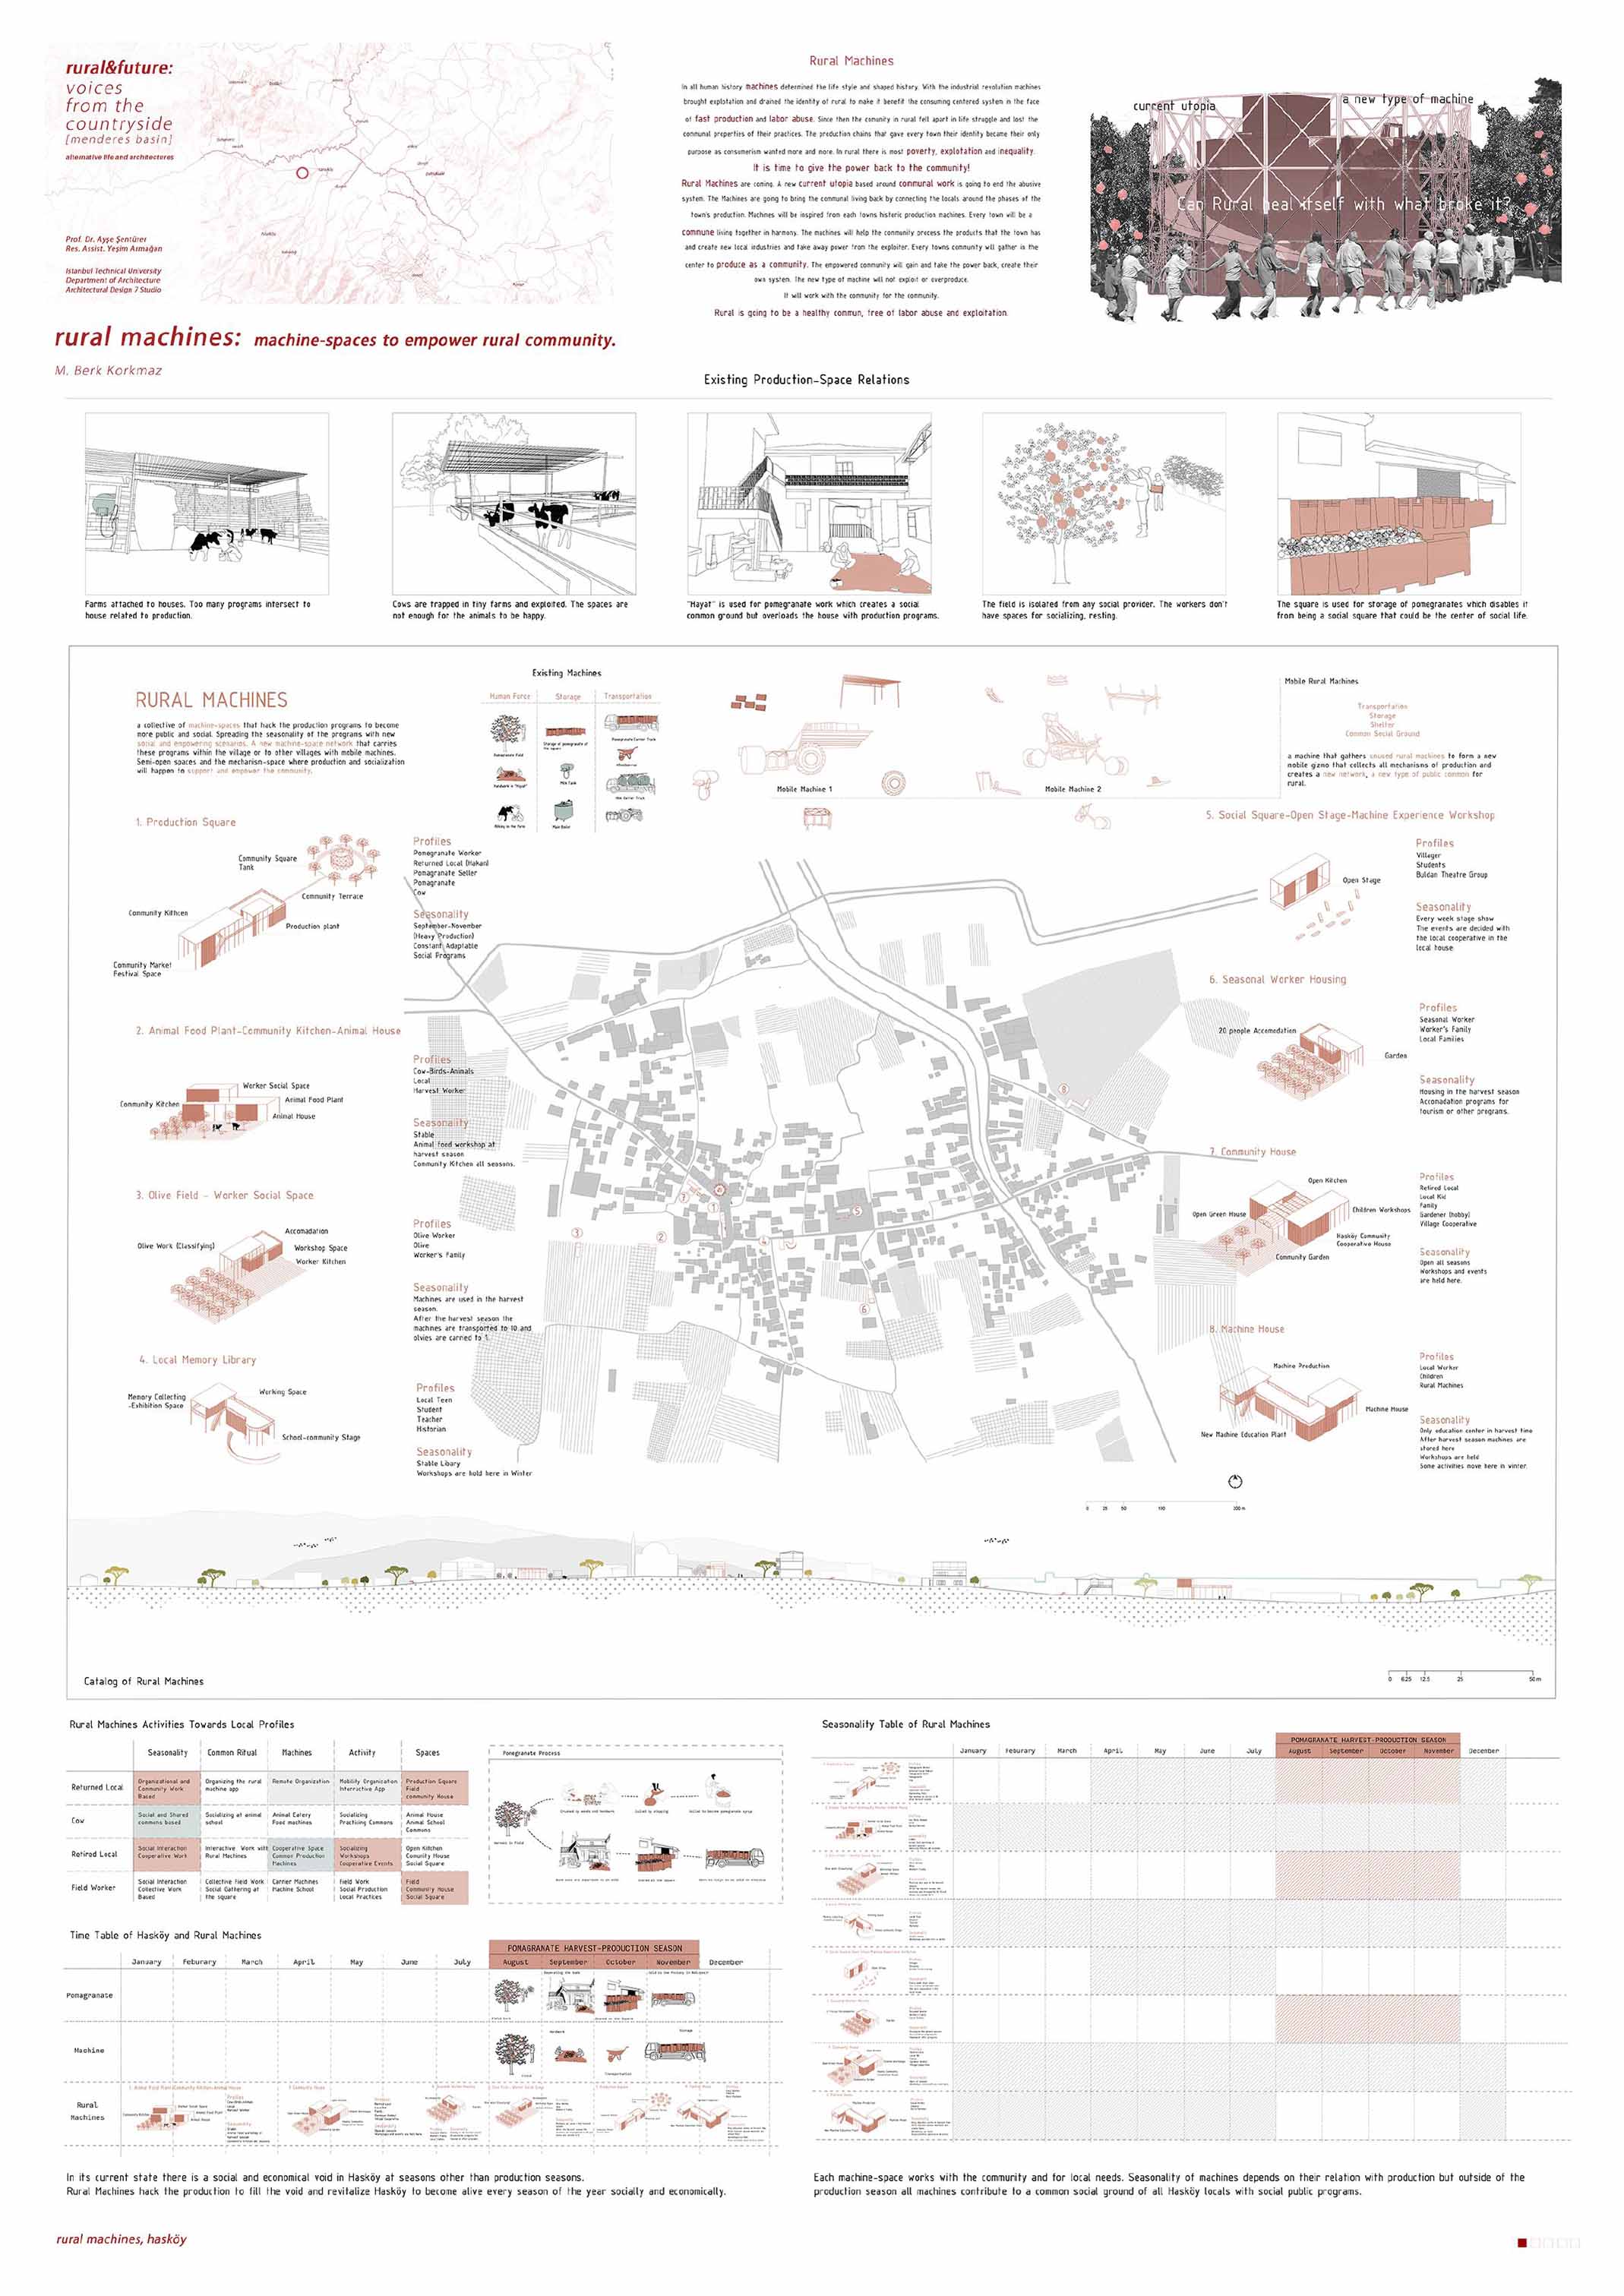 rural&future:
voices
from the
countryside
[menderes basin]
alternative life and architectures
Prof. Dr. Ayşe Şentürer
Res. Assist. Yeşim Armağan
Istanbul Technical University
Department of Architecture
Architectural Design 7 Studio
rural machines: machine-spaces to empower rural community.
M. Berk Korkmaz
Rural Machines
In all human history machines determined the life style and shaped history. With the industrial revolution machines
brought explotation and drained the identity of rural to make it benefit the consuming centered system in the face
of fast production and labor abuse. Since then the comunity in rural fell apart in life struggle and lost the
communal properties of their practices. The production chains that gave every town their identity became their only
purpose as consumerism wanted more and more. In rural there is most poverty, explotation and inequality.
It is time to give the power back to the community!
Rural Machines are coming. A new current utopia based around communal work is going to end the abusive
system. The Machines are going to bring the communal living back by connecting the locals around the phases of the
town's production. Machines will be inspired from each towns historic production machines. Every town will be a
commune living together in harmony. The machines will help the community process the products that the town has
and create new local industries and take away power from the exploiter. Every towns community will gather in the
center to produce as a community. The empowered community will gain and take the power back, create their
own system. The new type of machine will not exploit or overproduce.
It will work with the community for the community.
Rural is going to be a healthy commun, free of labor abuse and exploitation.
current utopia
a new type of machine
Can Rural heal itself with what broke it?
Existing Production-Space Relations
Farms attached to houses. Too many programs intersect to
house related to production.
Cows are trapped in tiny farms and exploited. The spaces are
not enough for the animals to be happy.
"Hayat" is used for pomegranate work which creates a social
common ground but overloads the house with production programs.
The field is isolated from any social provider. The workers don't
have spaces for socializing, resting.
The square is used for storage of pomegranates which disables it
from being a social square that could be the center of social life.
RURAL MACHINES
a collective of machine-spaces that hack the production programs to become
more public and social. Spreading the seasonality of the programs with new
social and empowering scenarios. A new machine-space network that carries
these programs within the village or to other villages with mobile machines.
Semi-open spaces and the mechanism-space where production and socialization
will happen to support and empower the community.
Existing Machines
Human Force
Storage
Transportation
Mobile Machine 1
Mobile Machine 2
Mobile Rural Machines
Transportation
Storage
Shelter
Common Social Ground
a machine that gathers unused rural machines to form a new
mobile gizmo that collects all mechanisms of production and
creates a new network, a new type of public common for
rural.
1. Production Square
Community Square
Tank
Community Terrace
Community Kithcen
Production plant
Community Market
Festival Space
Profiles
Pomegranate Worker
Returned Local (Hakan)
Pomagranate Seller
Pomagranate
Cow
Seasonality
September-November
(Heavy Production)
Constant Adaptable
Social Programs
2. Animal Food Plant-Community Kitchen-Animal House
Worker Social Space
Community Kitchen
Animal Food Plant
Animal House
Profiles
Cow-Birds-Animals
Local
Harvest Worker
Seasonality
Stable
Animal food workshop at
harvest season
Community Kitchen all seasons.
3. Olive Field - Worker Social Space
Accomadation
Olive Work (Classifying)
Workshop Space
Worker Kitchen
Profiles
Olive Worker
Olive
Worker's Family
Seasonality
Machines are used in the harvest
season.
After the harvest season the
machines are transported to 10 and
olvies are carried to 1.
4. Local Memory Library
Working Space
Memory Collecting
-Exhibition Space
School-community Stage
Profiles
Local Teen
Student
Teacher
Historian
Seasonality
Stable Libary
Workshops are hold here in Winter
5. Social Square-Open Stage-Machine Experience Workshop
Open Stage
Profiles
Villager
Students
Buldan Theatre Group
Seasonality
Every week stage show
The events are decided with
the local cooperative in the
local house
6. Seasonal Worker Housing
20 people Accomodation
Garden
Profiles
Seasonal Worker
Worker's Family
Local Families
Seasonality
Housing in the harvest season
Accomadation programs for
tourism or other programs.
7. Community House
Open Kitchen
Open Green House
Children Workshops
Hasköy Community
Cooperative House
Community Garden
Profiles
Retired Local
Local Kid
Family
Gardener (hobby)
Village Cooperative
Seasonality
Open all seasons
Workshops and events
are held here.
8. Machine House
Machine Production
Machine House
New Machine Education Plant
Profiles
Local Worker
Children
Rural Machines
Seasonality
Only education center in harvest time
After harvest season machines are
stored here
Workshops are held
Some activities move here in winter.
1
2
3
4
5
6
7
8
0 25 50 100 200 m
0 6.25 12.5 25 50 m
Catalog of Rural Machines
Rural Machines Activities Towards Local Profiles
Seasonality Common Ritual Machines Activity Spaces
Returned Local
Organizational and
Community Work
Based
Organizing the rural
machine app
Remote Organization
Mobility Organization
Interractive App
Production Square
Field
community House
Cow
Social and Shared
commons based
Socializing at animal
school
Animal Eatery
Food machines
Socializing
Practicing Commons
Animal House
Animal School
Commons
Retired Local
Social Interaction
Cooperative Work
Interactive Work with
Rural Machines
Cooperative Space
Common Production
Machines
Socializing
Workshops
Cooperative Events
Open Kitchen
Comunity House
Social Square
Field Worker
Social Interaction
Collective Work
Based
Collective Field Work
Social Gathering at
the square
Carrier Machines
Machine School
Field Work
Social Production
Local Practices
Field
Community House
Social Square
Pomegranate Process
Time Table of Hasköy and Rural Machines
POMAGRANATE HARVEST-PRODUCTION SEASON
January Feburary March April May June July August September October November December
Pomagranate
Machine
Rural
Machines
In its current state there is a social and economical void in Hasköy at seasons other than production seasons.
Rural Machines hack the production to fill the void and revitalize Hasköy to become alive every season of the year socially and economically.
Seasonality Table of Rural Machines
POMAGRANATE HARVEST-PRODUCTION SEASON
January Feburary March April May June July August September October November December
Each machine-space works with the community and for local needs. Seasonality of machines depends on their relation with production but outside of the
production season all machines contribute to a common social ground of all Hasköy locals with social public programs.
rural machines, hasköy